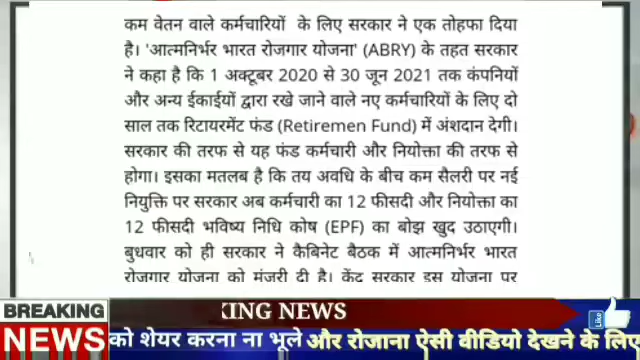 कम वेतन वाले कर्मचारियों के लिए सरकार ने एक तोहफा दिया
है। 'आत्मनिर्भर भारत रोजगार योजना' (ABRY) के तहत सरकार
ने कहा है कि 1 अक्टूबर 2020 से 30 जून 2021 तक कंपनियों
और अन्य ईकाईयों द्वारा रखे जाने वाले नए कर्मचारियों के लिए दो
साल तक रिटायरमेंट फंड (Retiremen Fund) में अंशदान देगी।
सरकार की तरफ से यह फंड कर्मचारी और नियोक्ता की तरफ से
होगा। इसका मतलब है कि तय अवधि के बीच कम सैलरी पर नई
नियुक्ति पर सरकार अब कर्मचारी का 12 फीसदी और नियोक्ता का
12 फीसदी भविष्य निधि कोष (EPF) का बोझ खुद उठाएगी।
बुधवार को ही सरकार ने कैबिनेट बैठक में आत्मनिर्भर भारत
रोजगार योजना को मंजूरी दी है। केंद्र सरकार इस योजना पर
BREAKING
KING NEWS
Like
NEWS
को शेयर करना ना भूले और रोजाना ऐसी वीडियो देखने के लिए